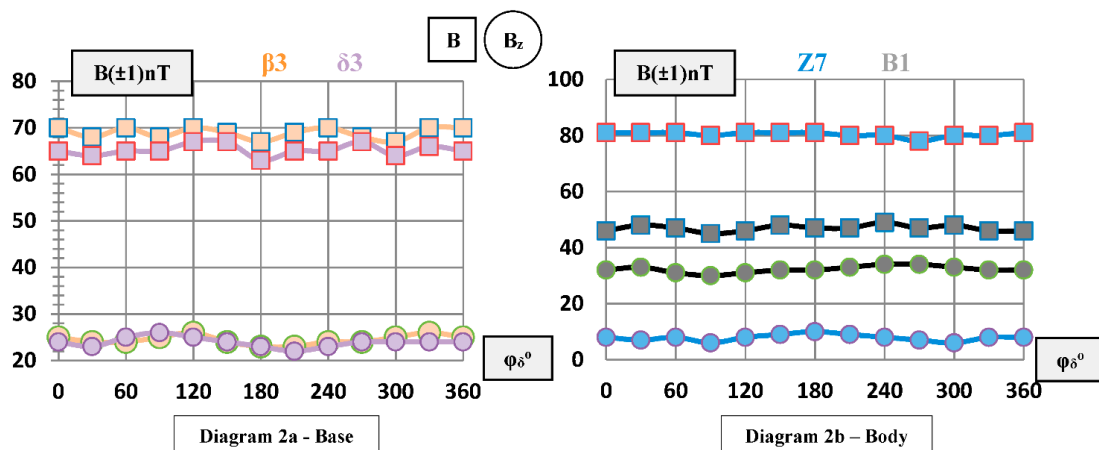 B Bz
B(±1)nT β3 δ3
80
70
60
50
40
30
20
0 60 120 180 240 300 360
φδ°
Diagram 2a - Base
B(±1)nT Z7 B1
100
80
60
40
20
0
0 60 120 180 240 300 360
φδ°
Diagram 2b – Body